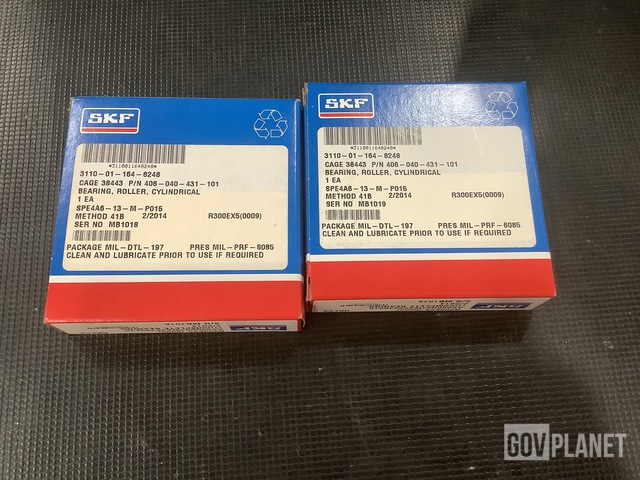 SKF
*3110011648248*
3110-01-164-8248
CAGE 38443 P/N 406-040-431-101
BEARING, ROLLER, CYLINDRICAL
1 EA
SPE4A6-13-M-P015
METHOD 41B 2/2014 R300EX5(0009)
SER NO MB1018
PACKAGE MIL-DTL-197 PRES MIL-PRF-6085
CLEAN AND LUBRICATE PRIOR TO USE IF REQUIRED
S/N MB1018
SKF
SKF
*3110011648248*
3110-01-164-8248
CAGE 38443 P/N 406-040-431-101
BEARING, ROLLER, CYLINDRICAL
1 EA
SPE4A6-13-M-P015
METHOD 41B 2/2014 R300EX5(0009)
SER NO MB1019
PACKAGE MIL-DTL-197 PRES MIL-PRF-6085
CLEAN AND LUBRICATE PRIOR TO USE IF REQUIRED
SKF
GOVPLANET